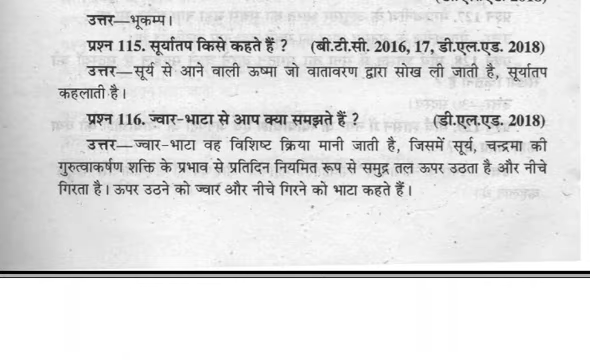 उत्तर—भूकम्प।
प्रश्न 115. सूर्यातप किसे कहते हैं ? (बी.टी.सी. 2016, 17, डी.एल.एड. 2018)
उत्तर—सूर्य से आने वाली ऊष्मा जो वातावरण द्वारा सोख ली जाती है, सूर्यातप
कहलाती है।
प्रश्न 116. ज्वार-भाटा से आप क्या समझते हैं ? (डी.एल.एड. 2018)
उत्तर—ज्वार-भाटा वह विशिष्ट क्रिया मानी जाती है, जिसमें सूर्य, चन्द्रमा की
गुरुत्वाकर्षण शक्ति के प्रभाव से प्रतिदिन नियमित रूप से समुद्र तल ऊपर उठता है और नीचे
गिरता है। ऊपर उठने को ज्वार और नीचे गिरने को भाटा कहते हैं।